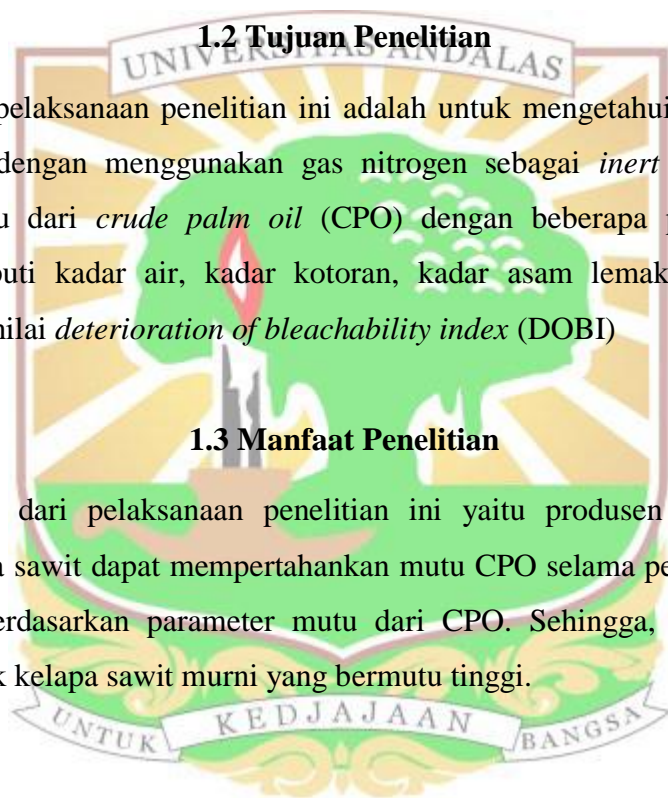 1.2 Tujuan Penelitian
UNIVERSITAS ANDALAS
pelaksanaan penelitian ini adalah untuk mengetahui
dengan menggunakan gas nitrogen sebagai inert
dari crude palm oil (CPO) dengan beberapa
kadar air, kadar kotoran, kadar asam lemak
nilai deterioration of bleachability index (DOBI)
1.3 Manfaat Penelitian
dari pelaksanaan penelitian ini yaitu produsen
sawit dapat mempertahankan mutu CPO selama
berdasarkan parameter mutu dari CPO. Sehingga,
kelapa sawit murni yang bermutu tinggi.
UNTUK KEDJAJAAN BANGSA